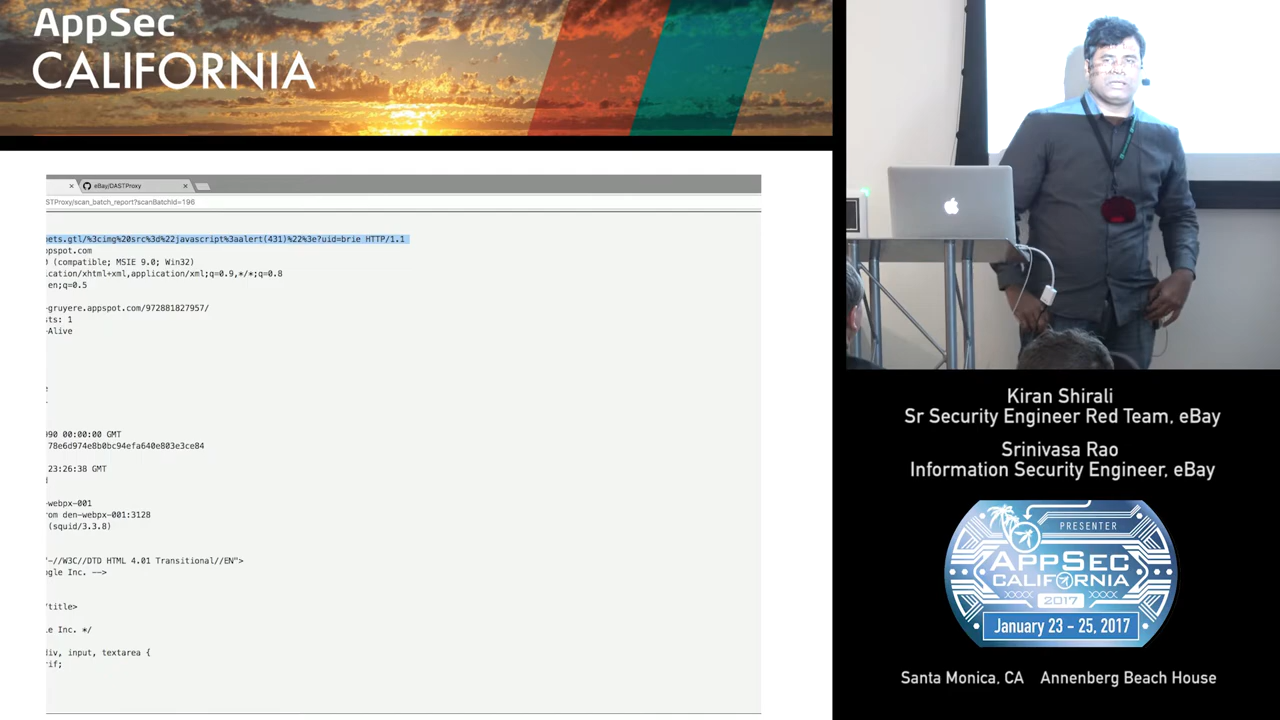 AppSec
CALIFORNIA
eBay/DASTProxy
STProxy/scan_batch_report?scanBatchId=196
ets.gtl/%3cimg%20src%3d%22javascript%3aalert(431)%22%3e?uid=brie HTTP/1.1
ppspot.com
0 (compatible; MSIE 9.0; Win32)
ication/xhtml+xml,application/xml;q=0.9,*/*;q=0.8
en;q=0.5
-gruyere.appspot.com/972881827957/
sts: 1
-Alive
990 00:00:00 GMT
78e6d974e8b0bc94efa640e803e3ce84
23:26:38 GMT
-webpx-001
rom den-webpx-001:3128
(squid/3.3.8)
"-//W3C//DTD HTML 4.01 Transitional//EN">
ogle Inc. -->
/title>
le Inc. */
div, input, textarea {
rif;
Kiran Shirali
Sr Security Engineer Red Team, eBay
Srinivasa Rao
Information Security Engineer, eBay
PRESENTER
APPSEC
CALIFORNIA
2017
January 23 - 25, 2017
Santa Monica, CA Annenberg Beach House